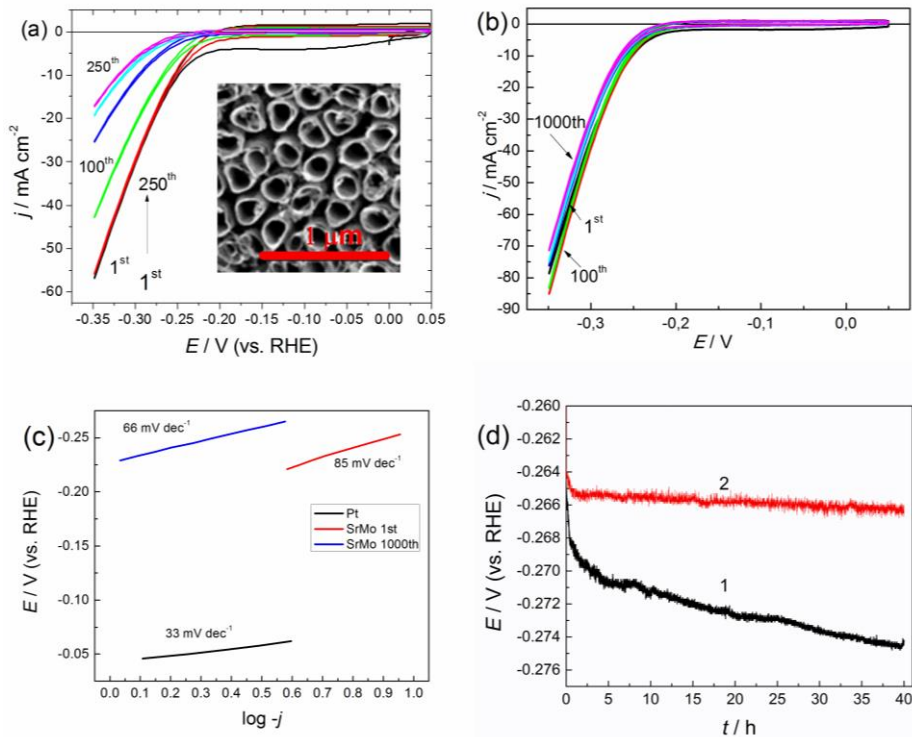 (a)
0
-10
-20
-30
-40
-50
-60
j / mA cm⁻²
250ᵗʰ
100ᵗʰ
250ᵗʰ
1ˢᵗ
1ˢᵗ
1 µm
-0.35 -0.30 -0.25 -0.20 -0.15 -0.10 -0.05 0.00 0.05
E / V (vs. RHE)
(b)
0
-10
-20
-30
-40
-50
-60
-70
-80
-90
j / mA cm⁻²
1000th
1ˢᵗ
100ᵗʰ
-0,3 -0,2 -0,1 0,0
E / V
(c)
-0.25
-0.20
-0.25
-0.10
-0.05
E / V (vs. RHE)
66 mV dec⁻¹
85 mV dec⁻¹
Pt
SrMo 1st
SrMo 1000th
33 mV dec⁻¹
0.0 0.1 0.2 0.3 0.4 0.5 0.6 0.7 0.8 0.9 1.0
log -j
(d)
-0.260
-0.262
-0.264
-0.266
-0.268
-0.270
-0.272
-0.274
-0.276
E / V (vs. RHE)
2
1
0 5 10 15 20 25 30 35 40
t / h